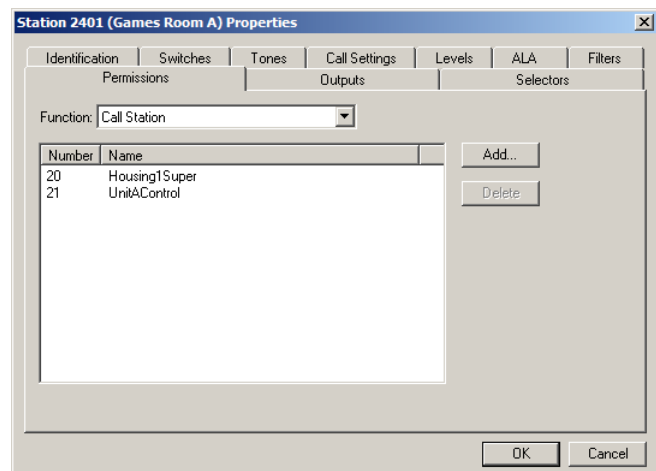 Station 2401 (Games Room A) Properties
Identification Switches Tones Call Settings Levels ALA Filters
Permissions Outputs Selectors
Function: Call Station
Number Name
Add...
20 Housing1Super
21 UnitAControl
Delete
OK Cancel